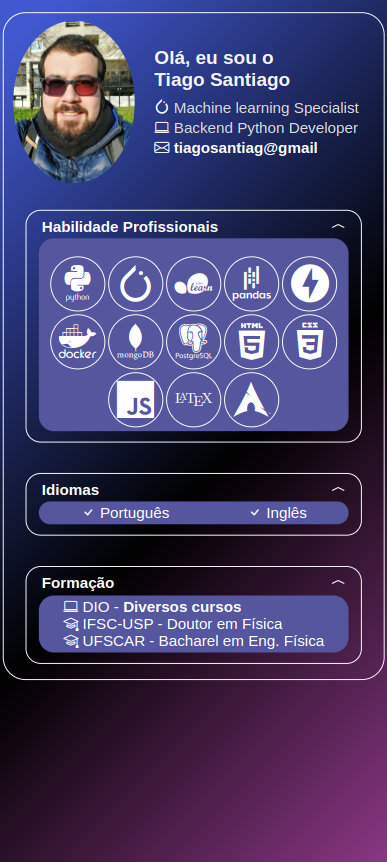 Olá, eu sou o
Tiago Santiago
Machine learning Specialist
Backend Python Developer
tiagosantiag@gmail
Habilidade Profissionais
python
learn
pandas
docker
mongoDB
PostgreSQL
HTML
5
CSS
3
JS
LATEX
Idiomas
Português
Inglês
Formação
DIO - Diversos cursos
IFSC-USP - Doutor em Física
UFSCAR - Bacharel em Eng. Física